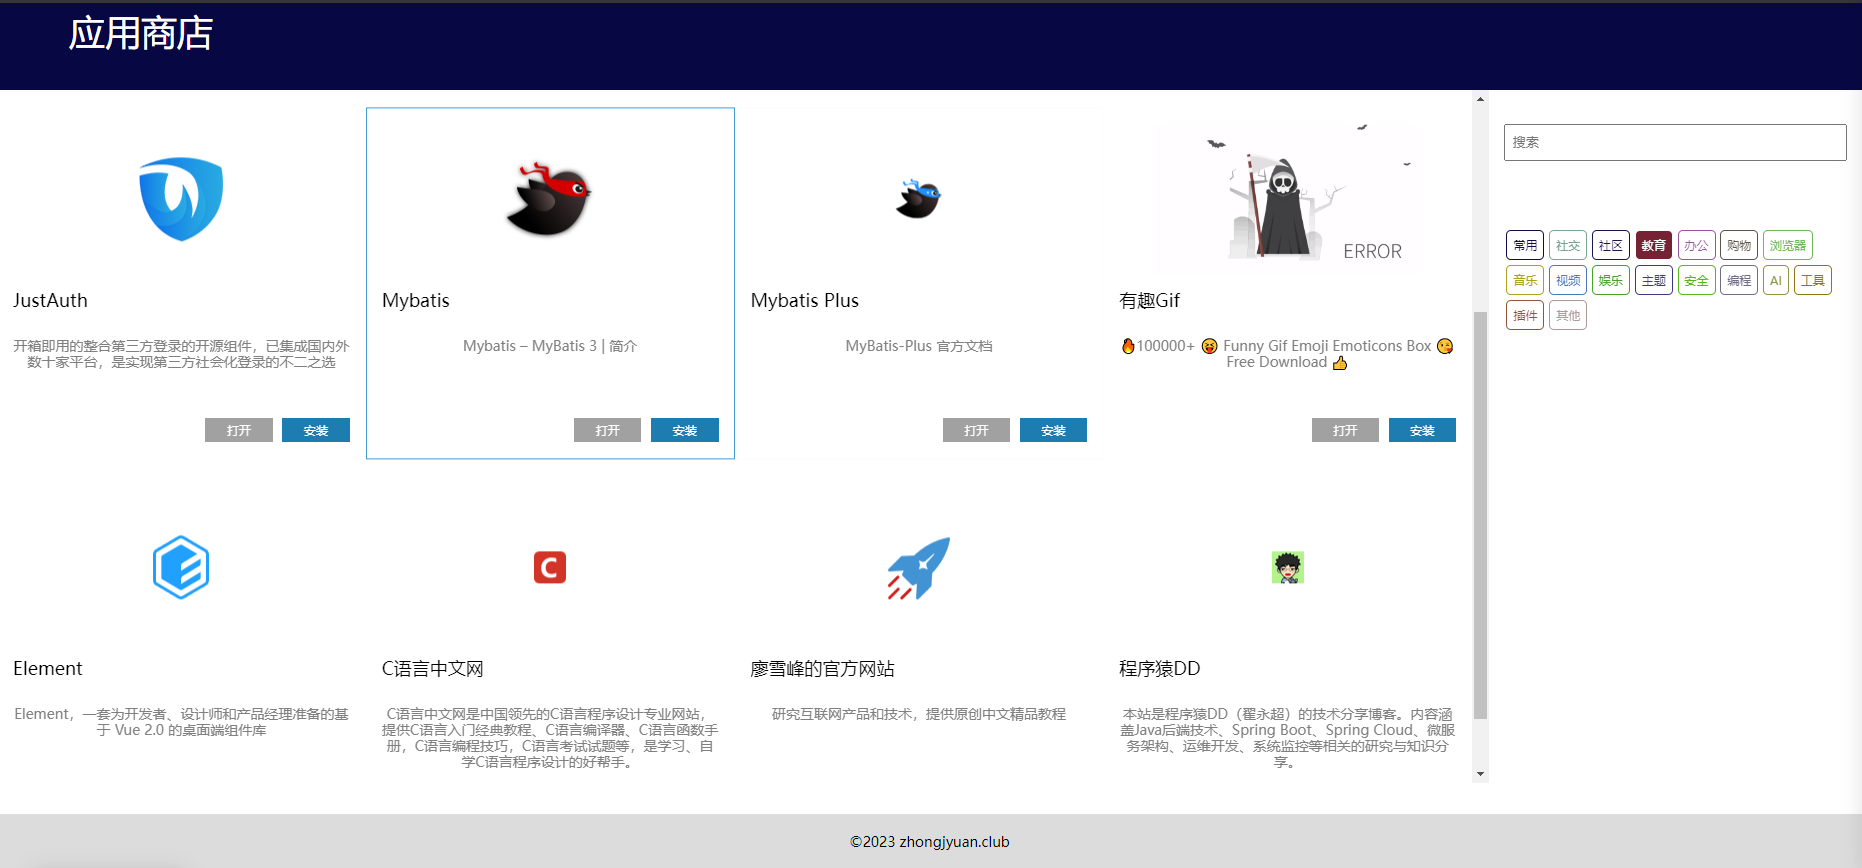 应用商店
JustAuth
开箱即用的整合第三方登录的开源组件，已集成国内外
数十家平台，是实现第三方社会化登录的不二之选
打开 安装
Mybatis
Mybatis – MyBatis 3 | 简介
打开 安装
Mybatis Plus
MyBatis-Plus 官方文档
打开 安装
ERROR
有趣Gif
🔥100000+ 😝 Funny Gif Emoji Emoticons Box 😘
Free Download 👍
打开 安装
Element
Element，一套为开发者、设计师和产品经理准备的基
于 Vue 2.0 的桌面端组件库
C
C语言中文网
C语言中文网是中国领先的C语言程序设计专业网站，
提供C语言入门经典教程、C语言编译器、C语言函数手
册，C语言编程技巧，C语言考试试题等，是学习、自
学C语言程序设计的好帮手。
廖雪峰的官方网站
研究互联网产品和技术，提供原创中文精品教程
程序猿DD
本站是程序猿DD（翟永超）的技术分享博客。内容涵
盖Java后端技术、Spring Boot、Spring Cloud、微服
务架构、运维开发、系统监控等相关的研究与知识分
享。
搜索
常用 社交 社区 教育 办公 购物 浏览器
音乐 视频 娱乐 主题 安全 编程 AI 工具
插件 其他
©2023 zhongjyuan.club